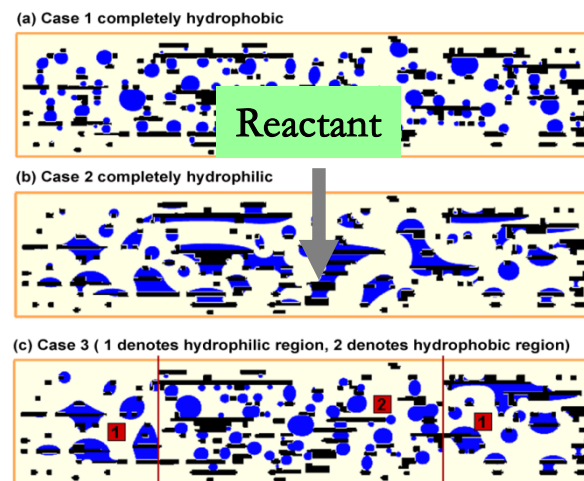 (a) Case 1 completely hydrophobic
Reactant
(b) Case 2 completely hydrophilic
(c) Case 3 ( 1 denotes hydrophilic region, 2 denotes hydrophobic region)
2
1
1